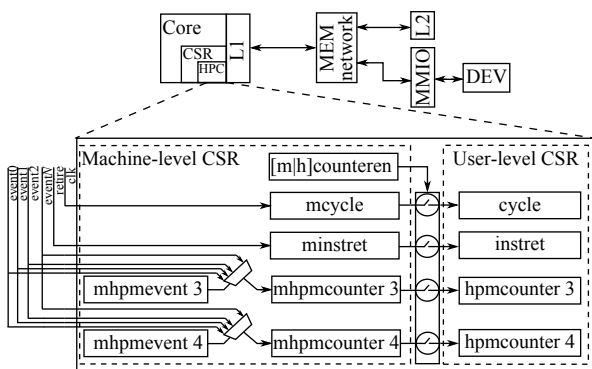 Core
CSR
HPC
L1
MEM
network
L2
MMIO
DEV
event0
event1
event2
eventN
retire
clk
Machine-level CSR
[m|h]counteren
User-level CSR
mcycle
cycle
minstret
instret
mhpmevent 3
mhpmcounter 3
hpmcounter 3
mhpmevent 4
mhpmcounter 4
hpmcounter 4